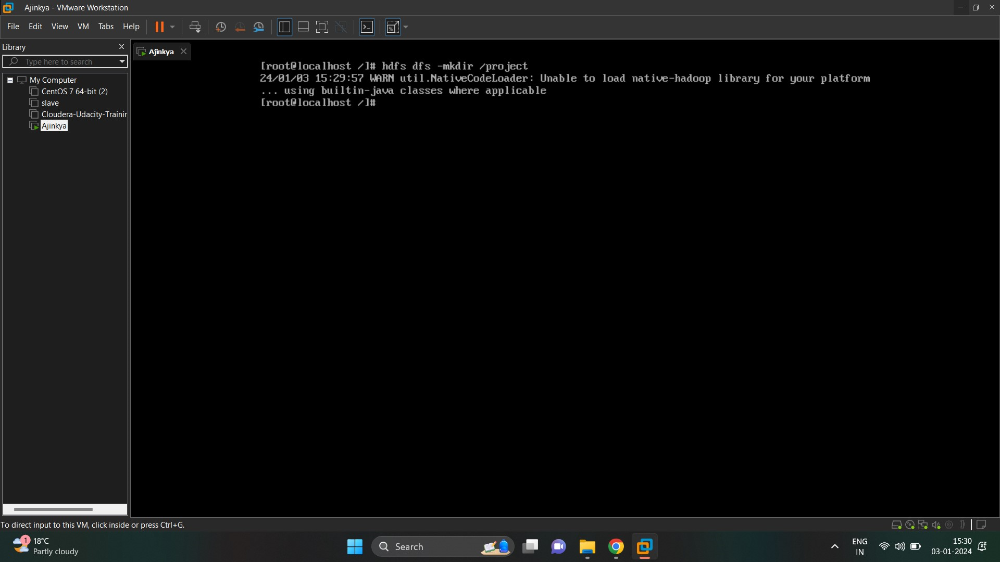 Ajinkya - VMware Workstation
File Edit View VM Tabs Help
Library
Type here to search
My Computer
CentOS 7 64-bit (2)
slave
Cloudera-Udacity-Trainir
Ajinkya
Ajinkya
[root@localhost /]# hdfs dfs -mkdir /project
24/01/03 15:29:57 WARN util.NativeCodeLoader: Unable to load native-hadoop library for your platform
... using builtin-java classes where applicable
[root@localhost /]#
To direct input to this VM, click inside or press Ctrl+G.
1
18°C
Partly cloudy
Search
ENG
IN
15:30
03-01-2024